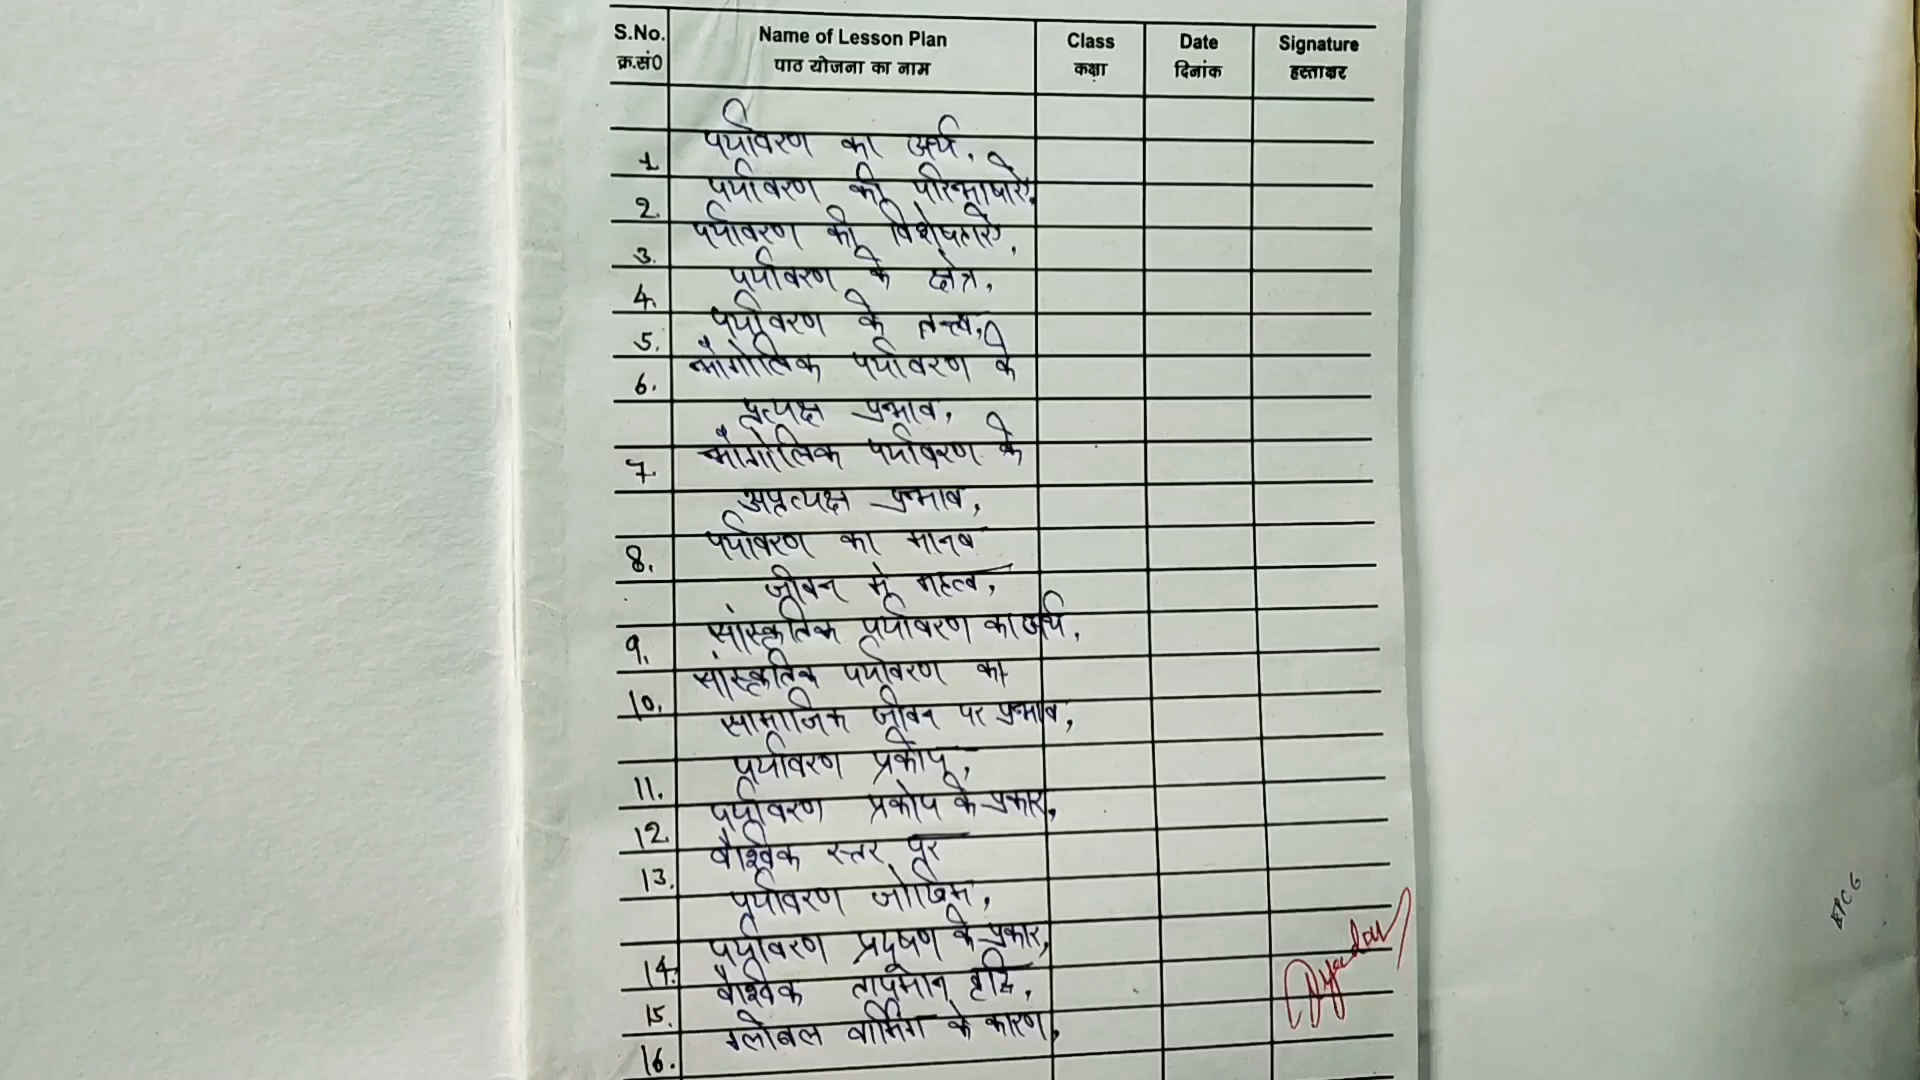 S.No. Name of Lesson Plan Class Date Signature
क्र.सं0 पाठ योजना का नाम कक्षा दिनांक हस्ताक्षर
1 पर्यावरण का अर्थ,
2. पर्यावरण की परिभाषाऐं,
3. पर्यावरण की विशेषताऐं,
4. पर्यावरण के क्षेत्र,
5. पर्यावरण के तत्त्व,
6. भौगोलिक पर्यावरण के
प्रत्यक्ष प्रभाव,
7. भौगोलिक पर्यावरण के
अप्रत्यक्ष प्रभाव,
8. पर्यावरण का मानव
जीवन में महत्व,
9. सांस्कृतिक पर्यावरण का अर्थ,
10. सांस्कृतिक पर्यावरण का
सामाजिक जीवन पर प्रभाव,
11. पर्यावरण प्रकोप,
12. पर्यावरण प्रकोप के प्रकार,
13. वैश्विक स्तर पर
पर्यावरण जोखिम,
14. पर्यावरण प्रदूषण के प्रकार,
15. वैश्विक तापमान वृद्धि,
16. ग्लोबल वार्मिंग के कारण,